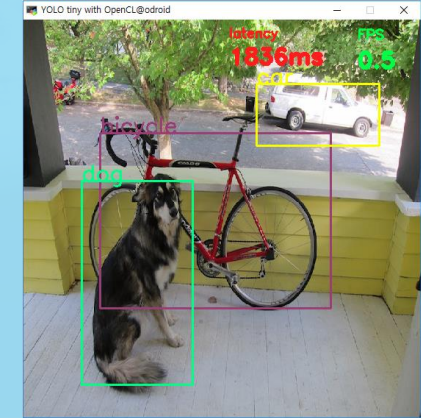 YOLO tiny with OpenCL@odroid
latency FPS
1836ms 0.5
car
bicycle
dog